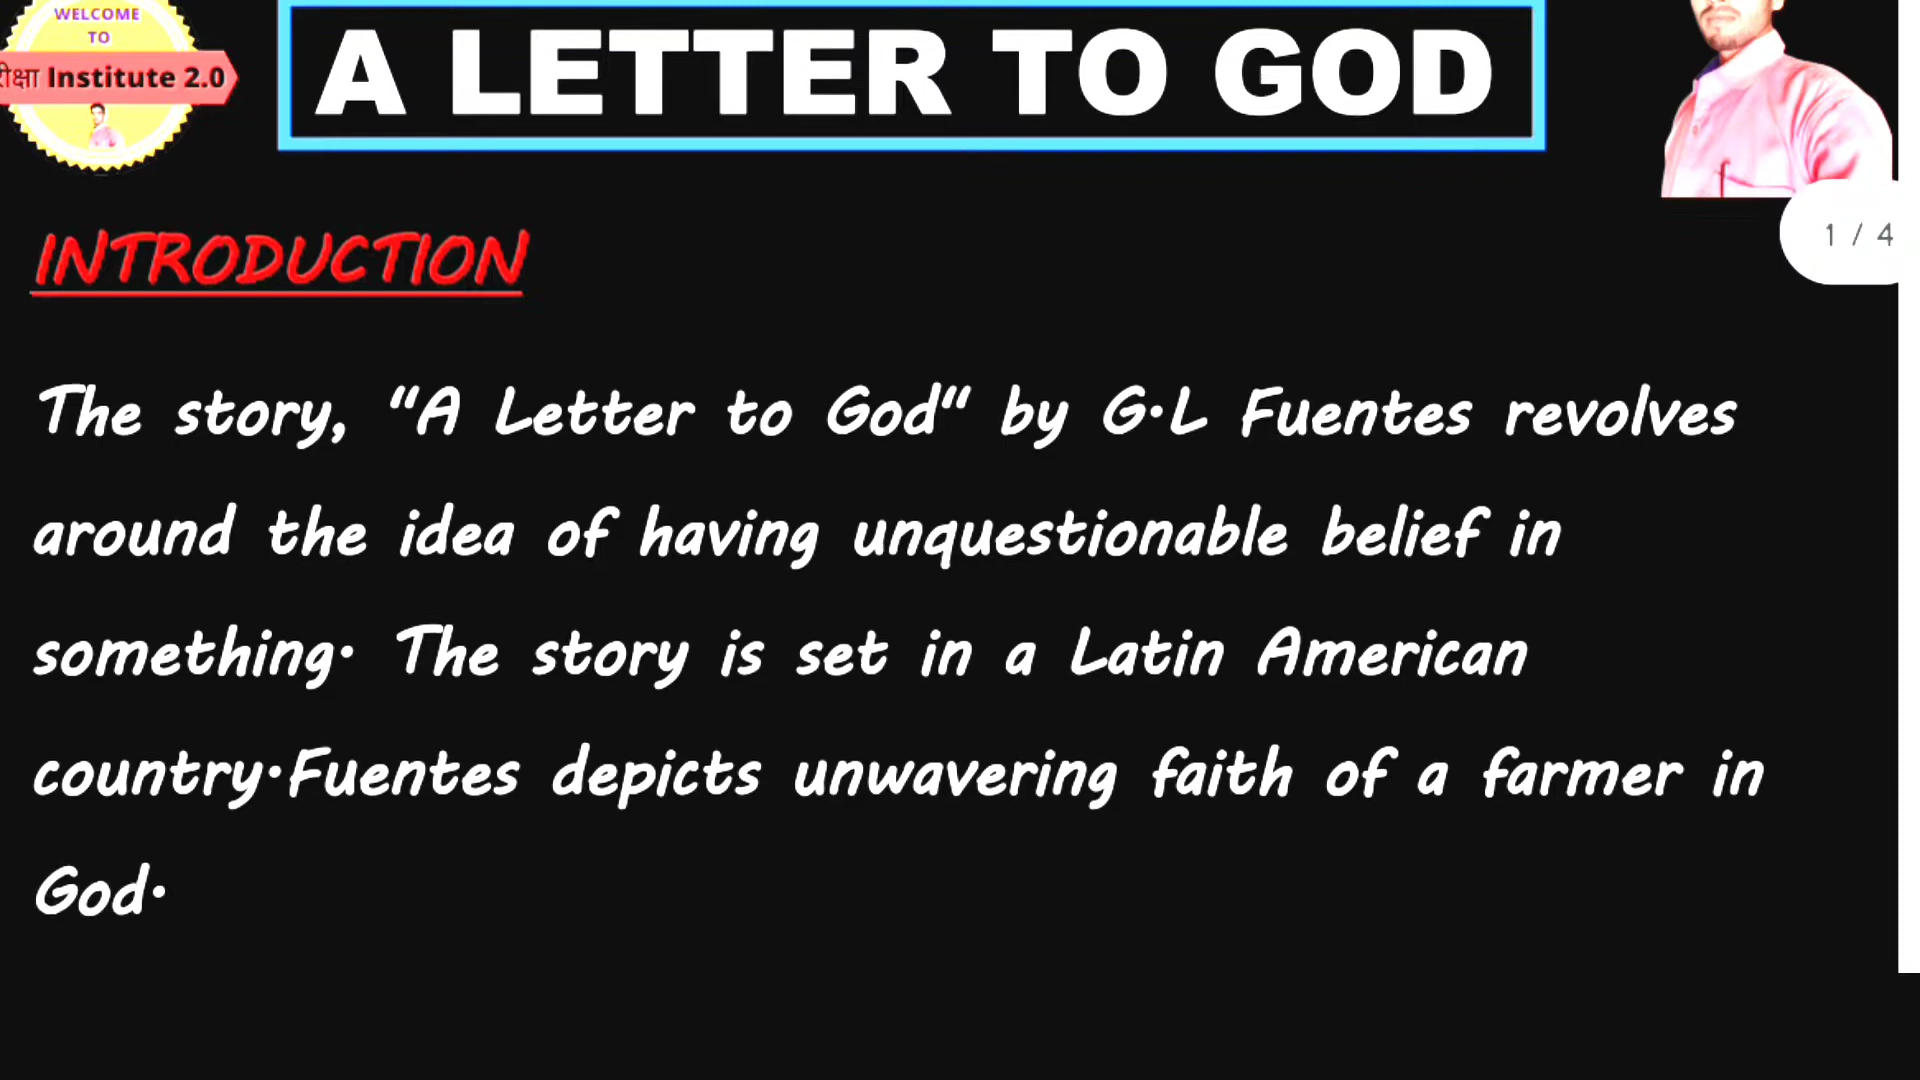 WELCOME
TO
Institute 2.0
A LETTER TO GOD
1 / 4
INTRODUCTION
The story, "A Letter to God" by G.L Fuentes revolves
around the idea of having unquestionable belief in
something. The story is set in a Latin American
country.Fuentes depicts unwavering faith of a farmer in
God.